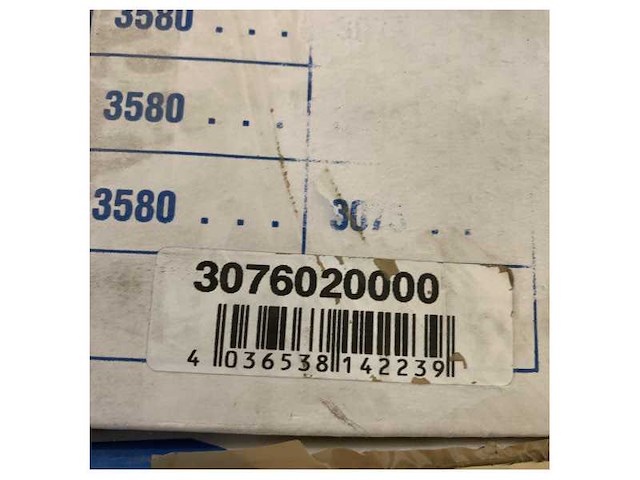 3580 . . .
3580 . . .
3580 . . .
3076020000
4 036538 142239